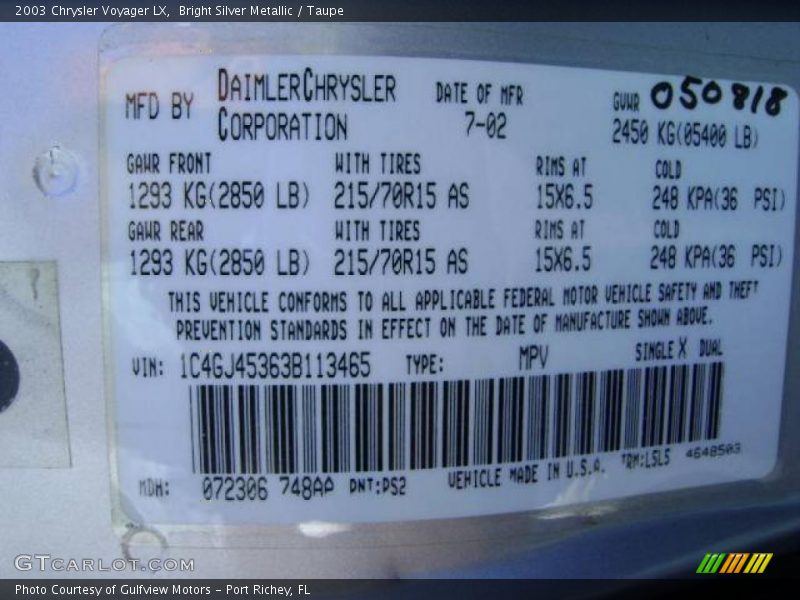 2003 Chrysler Voyager LX,  Bright Silver Metallic / Taupe
MFD BY DAIMLERCHRYSLER CORPORATION DATE OF MFR 7-02 GVWR 050818
2450 KG(05400 LB)
GAWR FRONT WITH TIRES RIMS AT COLD
1293 KG(2850 LB) 215/70R15 AS 15X6.5 248 KPA(36 PSI)
GAWR REAR WITH TIRES RIMS AT COLD
1293 KG(2850 LB) 215/70R15 AS 15X6.5 248 KPA(36 PSI)
THIS VEHICLE CONFORMS TO ALL APPLICABLE FEDERAL MOTOR VEHICLE SAFETY AND THEFT
PREVENTION STANDARDS IN EFFECT ON THE DATE OF MANUFACTURE SHOWN ABOVE.
VIN: 1C4GJ45363B113465 TYPE: MPV SINGLE X DUAL
MDH: 072306 748AA PNT:PS2 VEHICLE MADE IN U.S.A. TRM:L5L5 4648503
GTCARLOT.COM
Photo Courtesy of Gulfview Motors - Port Richey, FL